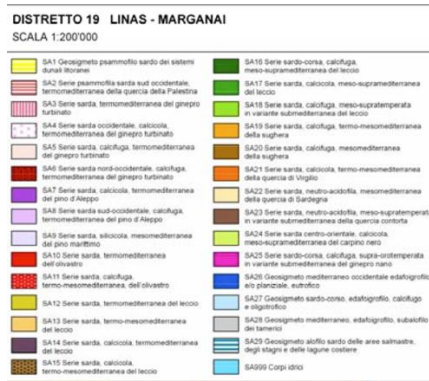 DISTRETTO 19 LINAS - MARGANAI
SCALA 1:200'000
SA1 Geosigmeto psammofilo sardo dei sistemi
dunali litoranei
SA2 Serie psammofila sarda sud occidentale,
termomediterranea della quercia della Palestina
SA3 Serie sarda, termomediterranea del ginepro
turbinato
SA4 Serie sarda occidentale, calcicola,
termomediterranea del ginepro turbinato
SA5 Serie sarda, calcifuga, termomediterranea
del ginepro turbinato
SA6 Serie sarda nord-occidentale, calcifuga,
termomediterranea del ginepro turbinato
SA7 Serie sarda, calcicola, termomediterranea
del pino d'Aleppo
SA8 Serie sarda sud-occidentale, calcifuga,
termomediterranea del pino d'Aleppo
SA9 Serie sarda, silicicola, mesomediterranea
del pino marittimo
SA10 Serie sarda, termomediterranea
dell'olivastro
SA11 Serie sarda, calcifuga,
termo-mesomediterranea, dell'olivastro
SA12 Serie sarda, termomediterranea del leccio
SA13 Serie sarda, termo-mesomediterranea
del leccio
SA14 Serie sarda, calcicola, termomediterranea
del leccio
SA15 Serie sarda, calcicola,
termo-mesomediterranea del leccio
SA16 Serie sardo-corsa, calcifuga,
meso-supramediterranea del leccio
SA17 Serie sarda, calcicola, meso-supramediterranea
del leccio
SA18 Serie sarda, calcifuga, meso-supratemperata
in variante submediterranea del leccio
SA19 Serie sarda, calcifuga, termo-mesomediterranea
della sughera
SA20 Serie sarda, calcifuga, mesomediterranea
della sughera
SA21 Serie sarda, calcicola, termo-mesomediterranea
della quercia di Virgilio
SA22 Serie sarda, neutro-acidofila, mesomediterranea
della quercia di Sardegna
SA23 Serie sarda, neutro-acidofila, meso-supratemperata
in variante submediterranea della quercia contorta
SA24 Serie sarda centro-orientale, calcicola,
meso-supramediterranea del carpino nero
SA25 Serie sardo-corsa, calcifuga, supra-orotemperata
in variante submediterranea del ginepro nano
SA26 Geosigmeto mediterraneo occidentale edafoigrofilo
e/o planiziale, eutrofico
SA27 Geosigmeto sardo-corso, edafoigrofilo, calcifugo
e oligotrofico
SA28 Geosigmeto mediterraneo, edafoigrofilo, subalofilo
dei tamerici
SA29 Geosigmeto alofilo sardo delle aree salmastre,
degli stagni e delle lagune costiere
SA999 Corpi idrici